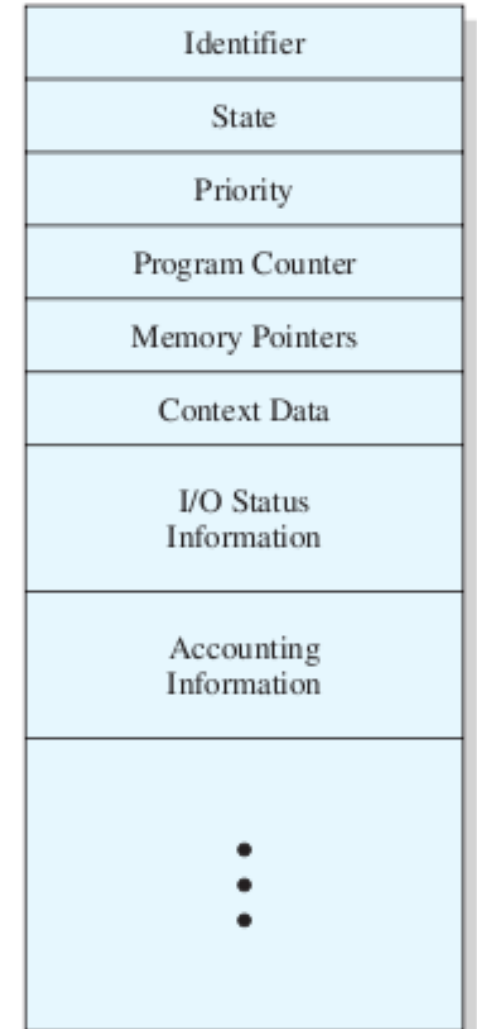 Identifier
State
Priority
Program Counter
Memory Pointers
Context Data
I/O Status
Information
Accounting
Information